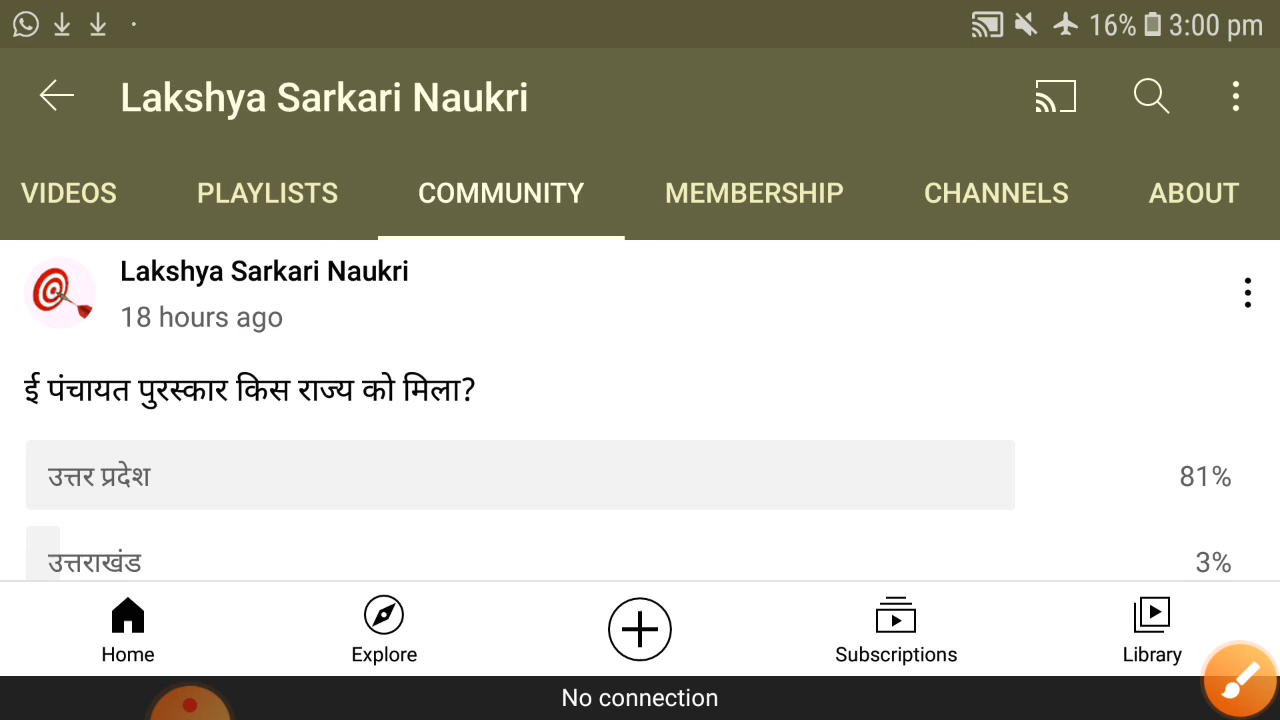 16% 3:00 pm
Lakshya Sarkari Naukri
VIDEOS PLAYLISTS COMMUNITY MEMBERSHIP CHANNELS ABOUT
Lakshya Sarkari Naukri
18 hours ago
ई पंचायत पुरस्कार किस राज्य को मिला?
उत्तर प्रदेश 81%
उत्तराखंड 3%
Home Explore Subscriptions Library
No connection